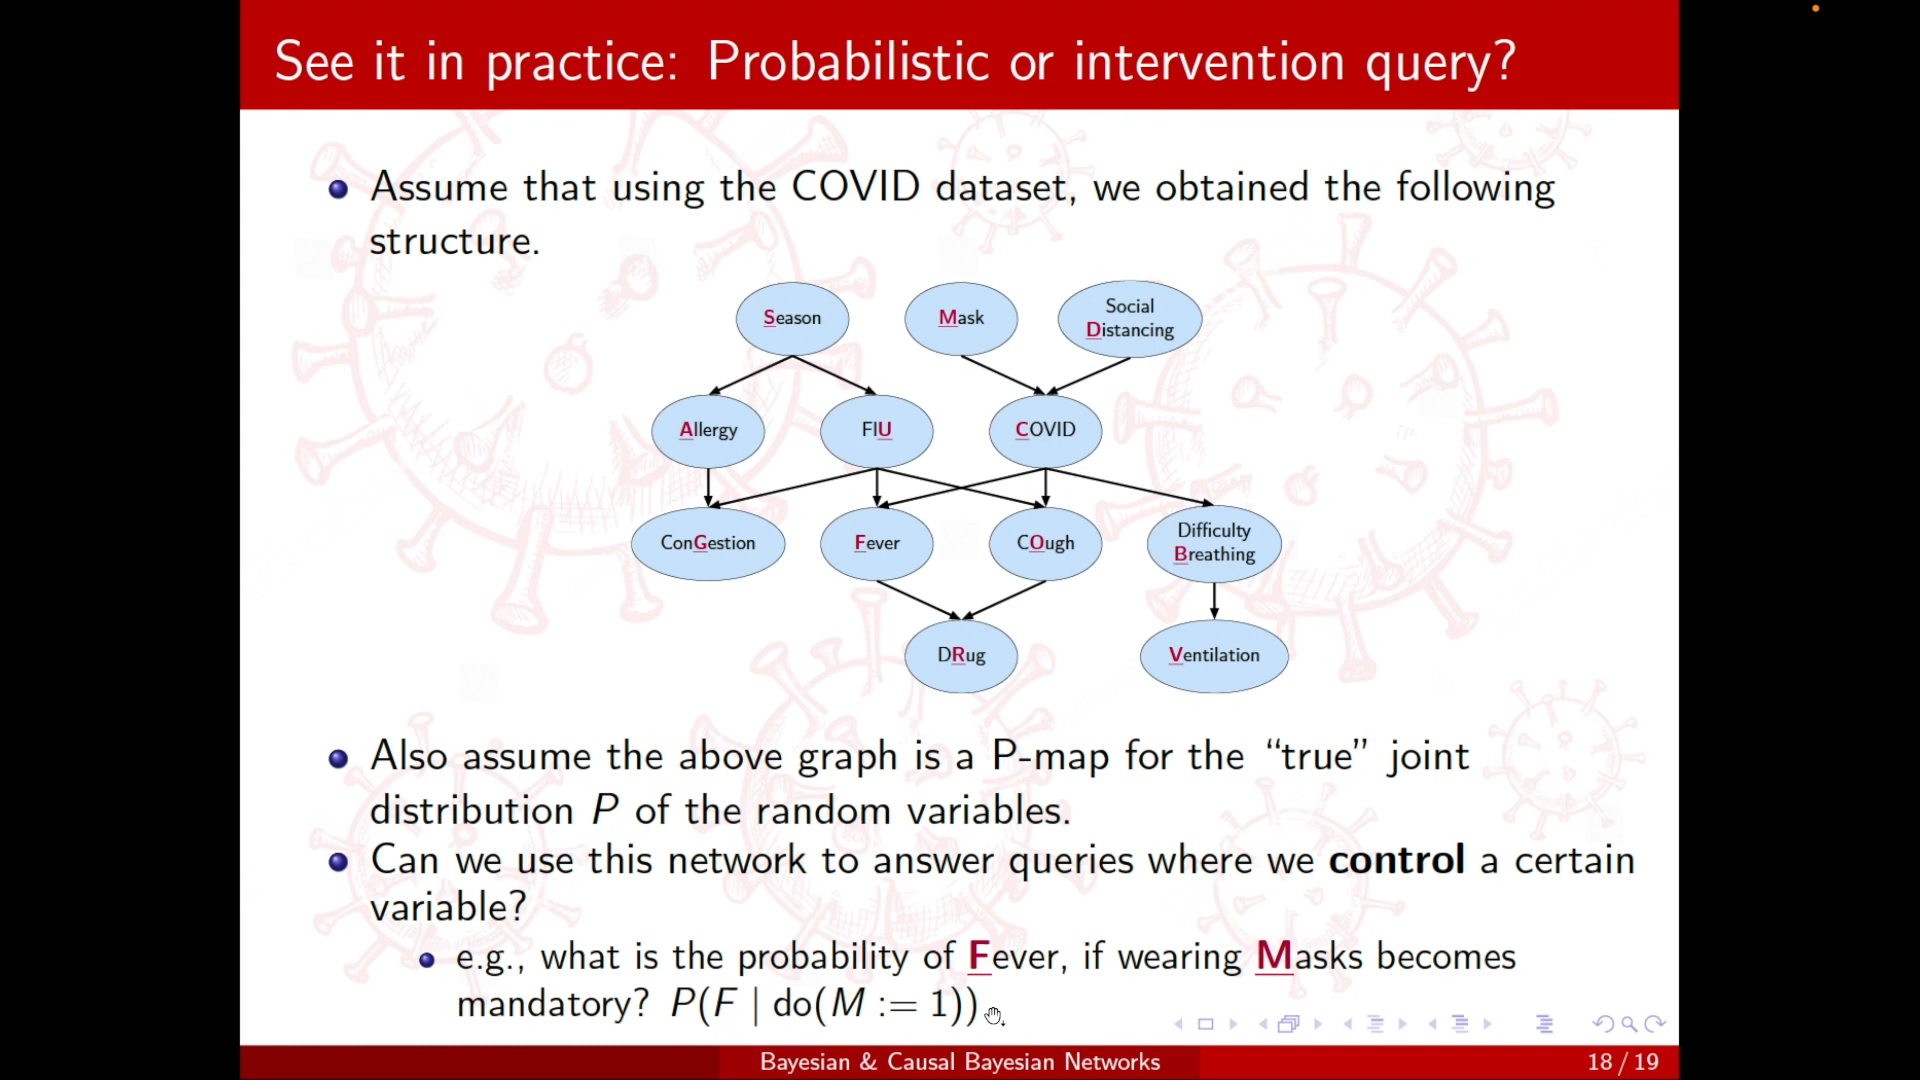 See it in practice: Probabilistic or intervention query?
Assume that using the COVID dataset, we obtained the following
structure.
Season
Mask
Social
Distancing
Allergy
FlU
COVID
ConGestion
Fever
COugh
Difficulty
Breathing
DRug
Ventilation
Also assume the above graph is a P-map for the “true” joint
distribution P of the random variables.
Can we use this network to answer queries where we control a certain
variable?
e.g., what is the probability of Fever, if wearing Masks becomes
mandatory? P(F | do(M := 1))
Bayesian & Causal Bayesian Networks
18 / 19